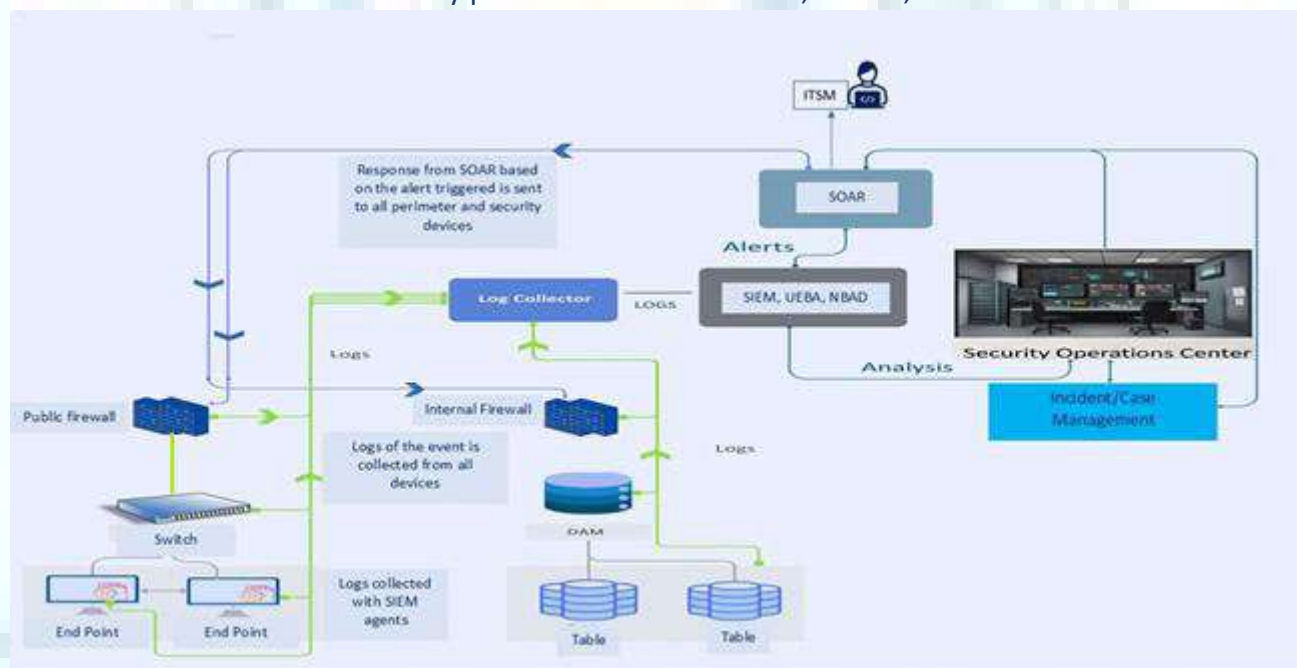 ITSM
Response from SOAR based
on the alert triggered is sent
to all perimeter and security
devices
SOAR
Alerts
Log Collector
LOGS
SIEM, UEBA, NBAD
Logs
Security Operations Center
Analysis
Incident/Case
Management
Public firewall
Internal Firewall
Logs of the event is
collected from all
devices
Logs
Switch
DAM
Logs collected
with SIEM
agents
End Point
End Point
Table
Table